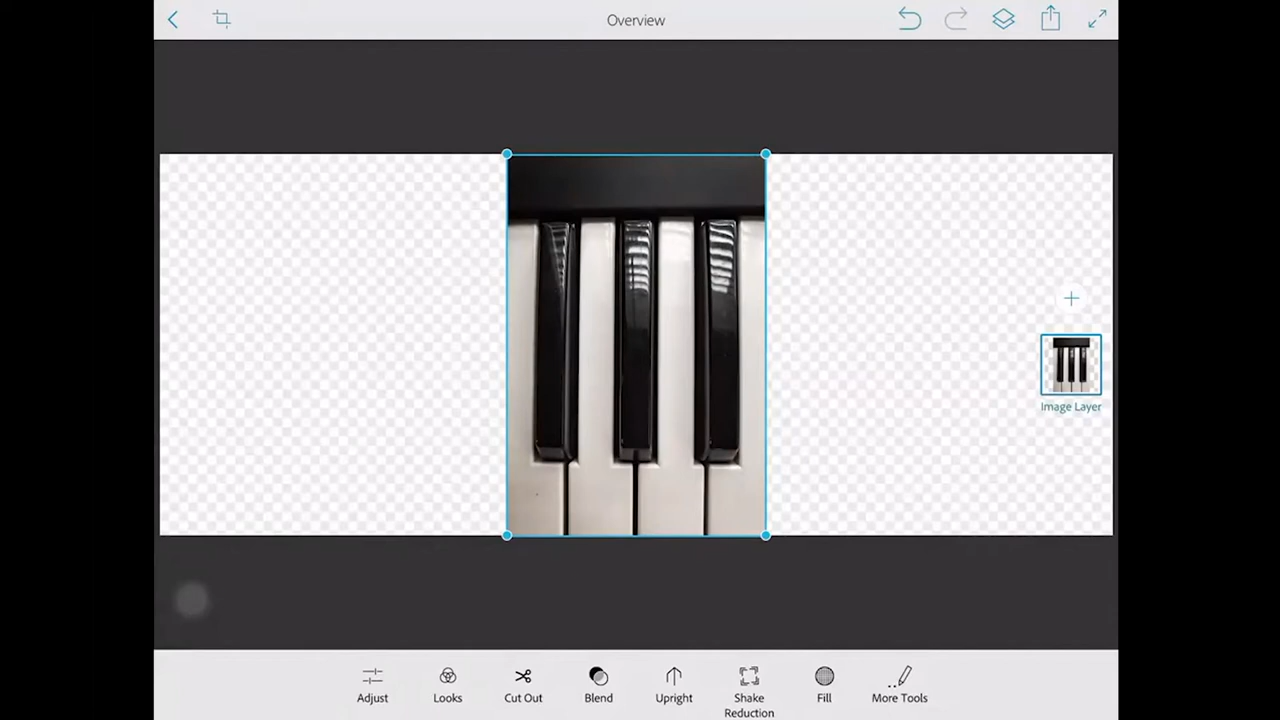 Overview
Image Layer
Adjust
Looks
Cut Out
Blend
Upright
Shake
Reduction
Fill
More Tools